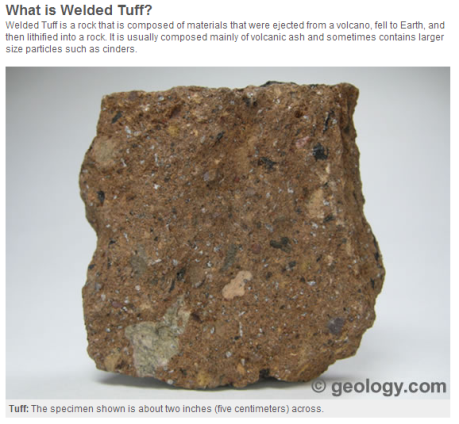 What is Welded Tuff?
Welded Tuff is a rock that is composed of materials that were ejected from a volcano, fell to Earth, and
then lithified into a rock. It is usually composed mainly of volcanic ash and sometimes contains larger
size particles such as cinders.
© geology.com
Tuff: The specimen shown is about two inches (five centimeters) across.